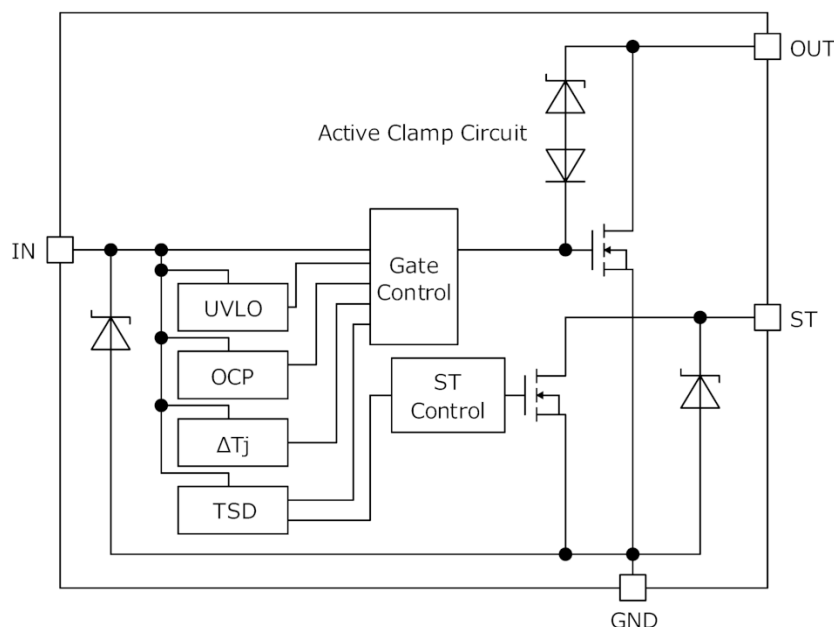 OUT
Active Clamp Circuit
IN
Gate
Control
UVLO
ST
OCP
ST
Control
ΔTj
TSD
GND